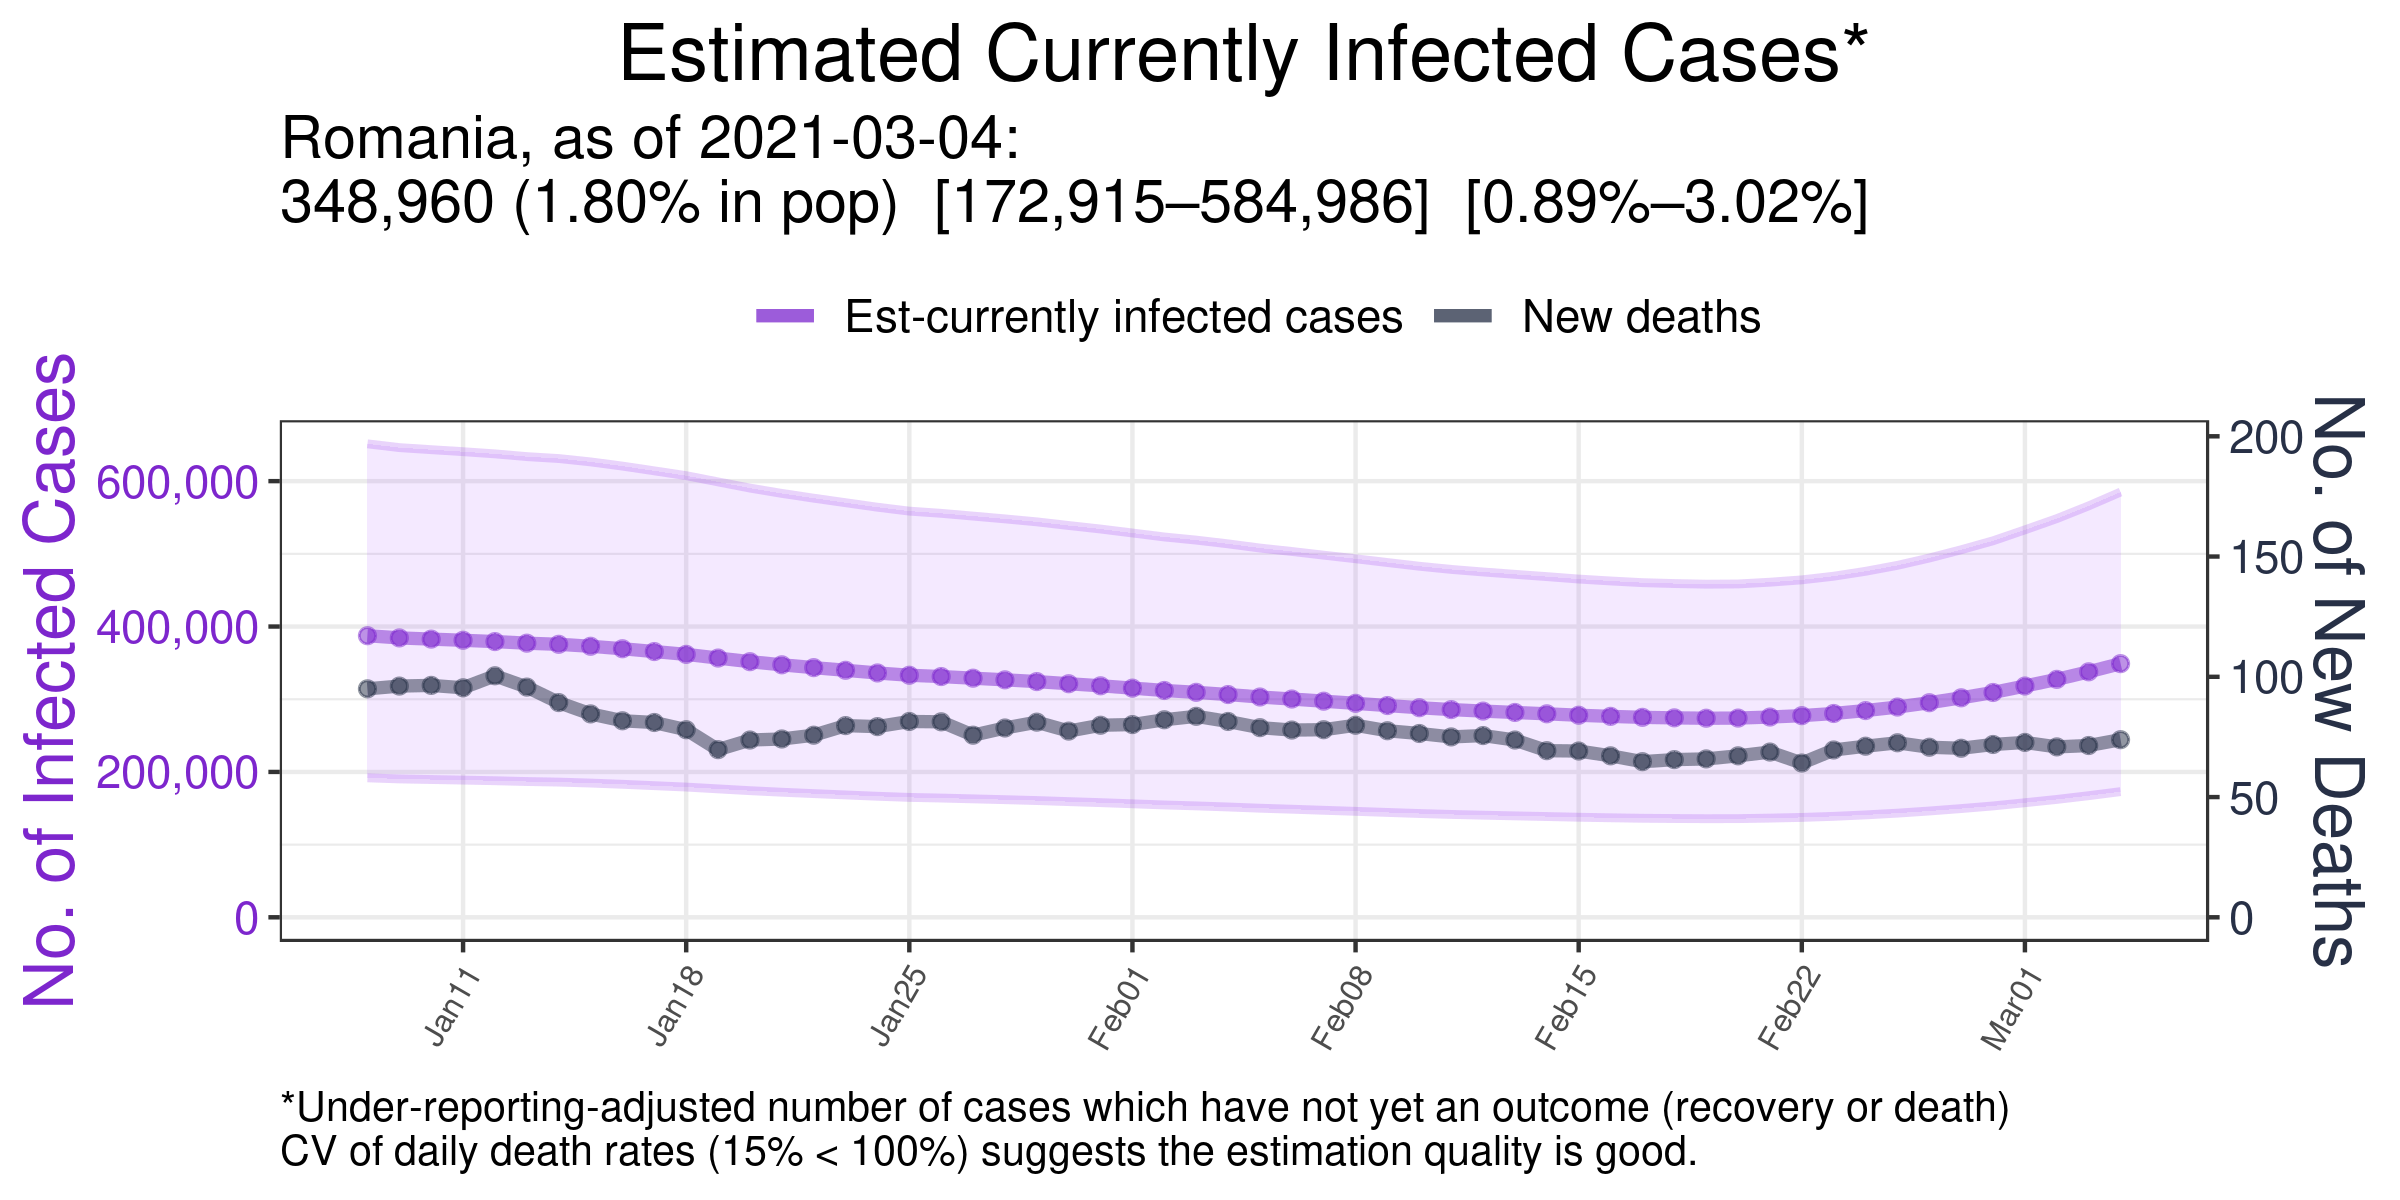 Estimated Currently Infected Cases*
Romania, as of 2021-03-04:
348,960 (1.80% in pop)  [172,915–584,986]  [0.89%–3.02%]
Est-currently infected cases
New deaths
No. of Infected Cases
600,000
400,000
200,000
0
200
150
100
50
0
No. of New Deaths
Jan11
Jan18
Jan25
Feb01
Feb08
Feb15
Feb22
Mar01
*Under-reporting-adjusted number of cases which have not yet an outcome (recovery or death)
CV of daily death rates (15% < 100%) suggests the estimation quality is good.